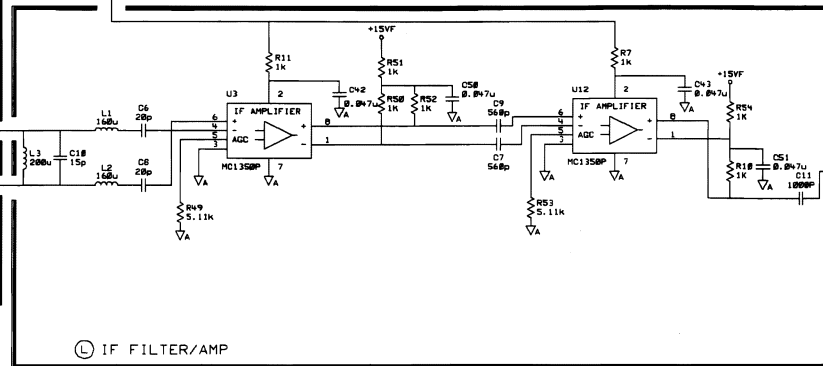 +15VF
R11
1k
R51
1k
R7
1k
+15VF
U3
2
C42
0.047u
C50
0.047u
U12
2
C43
0.047u
R54
1K
L1
160u
C6
20p
IF AMPLIFIER
R50
1K
R52
1K
C9
560p
IF AMPLIFIER
6
+
4
-
5
AGC
3
+
8
-
1
6
+
4
-
5
AGC
3
+
8
-
1
A
L3
200u
C10
15p
L2
160u
C8
20p
MC1350P
7
A
C7
560p
MC1350P
7
A
R10
1K
C51
0.047u
A
C11
1000P
R49
5.11k
A
R53
5.11k
A
L IF FILTER/AMP